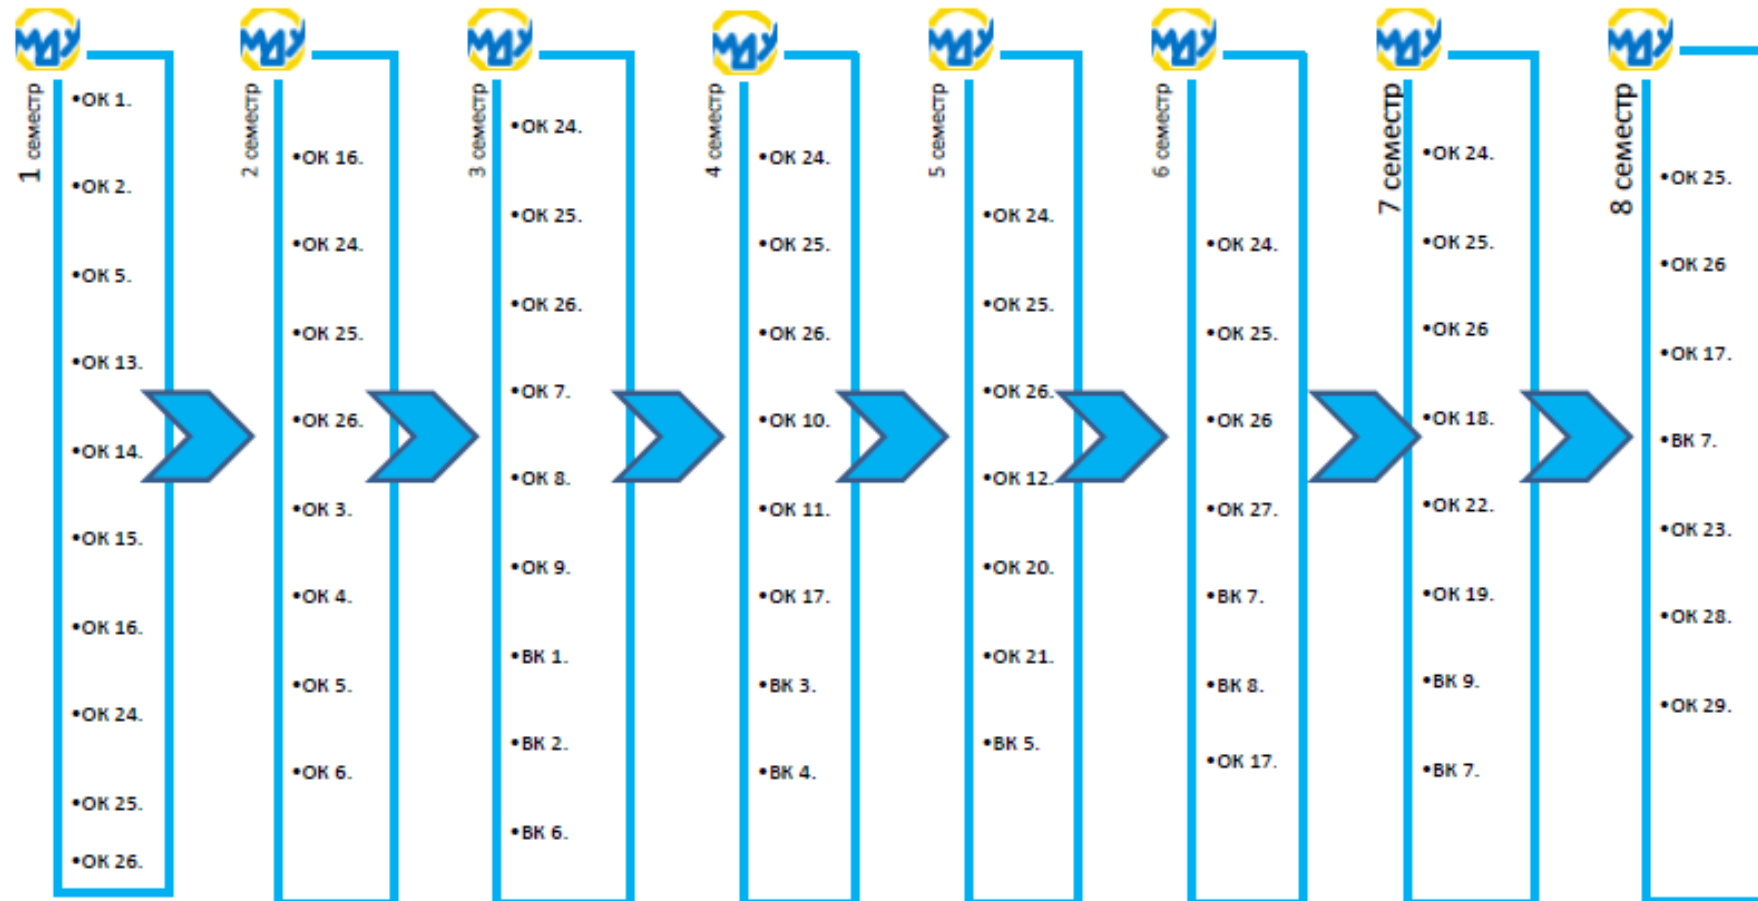 МДУ
1 семестр
•ОК 1.
•ОК 2.
•ОК 5.
•ОК 13.
•ОК 14.
•ОК 15.
•ОК 16.
•ОК 24.
•ОК 25.
•ОК 26.
МДУ
2 семестр
•ОК 16.
•ОК 24.
•ОК 25.
•ОК 26.
•ОК 3.
•ОК 4.
•ОК 5.
•ОК 6.
МДУ
3 семестр
•ОК 24.
•ОК 25.
•ОК 26.
•ОК 7.
•ОК 8.
•ОК 9.
•ВК 1.
•ВК 2.
•ВК 6.
МДУ
4 семестр
•ОК 24.
•ОК 25.
•ОК 26.
•ОК 10.
•ОК 11.
•ОК 17.
•ВК 3.
•ВК 4.
МДУ
5 семестр
•ОК 24.
•ОК 25.
•ОК 26.
•ОК 12.
•ОК 20.
•ОК 21.
•ВК 5.
МДУ
6 семестр
•ОК 24.
•ОК 25.
•ОК 26
•ОК 27.
•ВК 7.
•ВК 8.
•ОК 17.
МДУ
7 семестр
•ОК 24.
•ОК 25.
•ОК 26
•ОК 18.
•ОК 22.
•ОК 19.
•ВК 9.
•ВК 7.
МДУ
8 семестр
•ОК 25.
•ОК 26
•ОК 17.
•ВК 7.
•ОК 23.
•ОК 28.
•ОК 29.